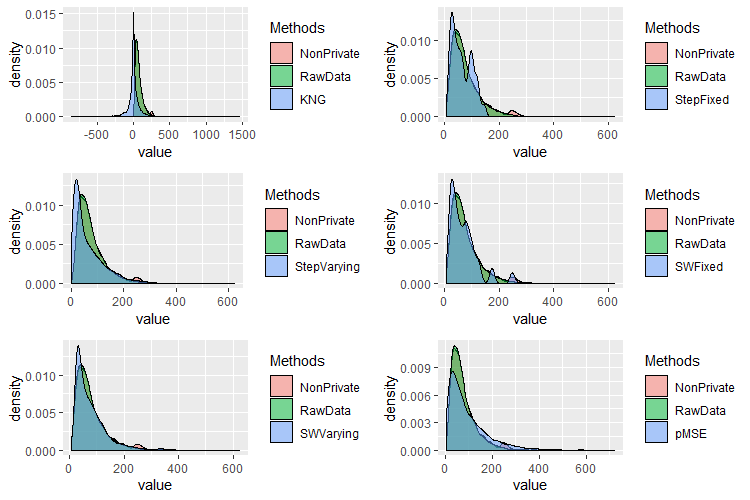 density
0.015
0.010
0.005
0.000
-500
0
500
1000
1500
value
Methods
NonPrivate
RawData
KNG
density
0.010
0.005
0.000
0
200
400
600
value
Methods
NonPrivate
RawData
StepFixed
density
0.010
0.005
0.000
0
200
400
600
value
Methods
NonPrivate
RawData
StepVarying
density
0.010
0.005
0.000
0
200
400
600
value
Methods
NonPrivate
RawData
SWFixed
density
0.010
0.005
0.000
0
200
400
600
value
Methods
NonPrivate
RawData
SWVarying
density
0.009
0.006
0.003
0.000
0
200
400
600
value
Methods
NonPrivate
RawData
pMSE